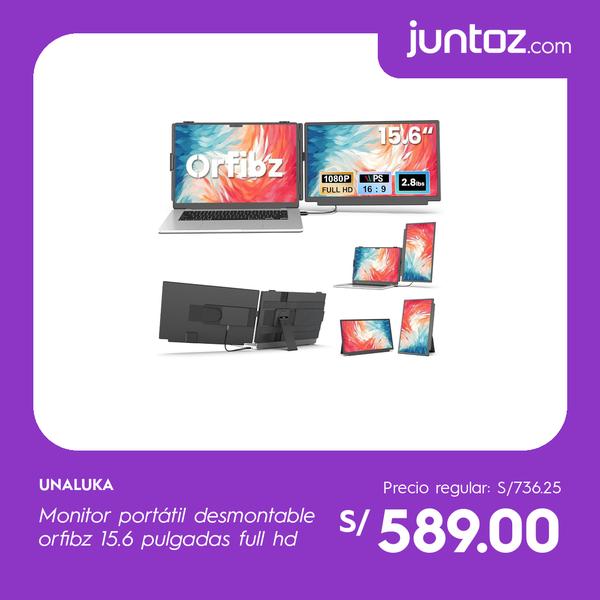 juntoz.com
Orfibz
15.6“
1080P
FULL HD
IPS
16 : 9
2.8lbs
UNALUKA
Monitor portátil desmontable
orfibz 15.6 pulgadas full hd
Precio regular: S/736.25
S/ 589.00